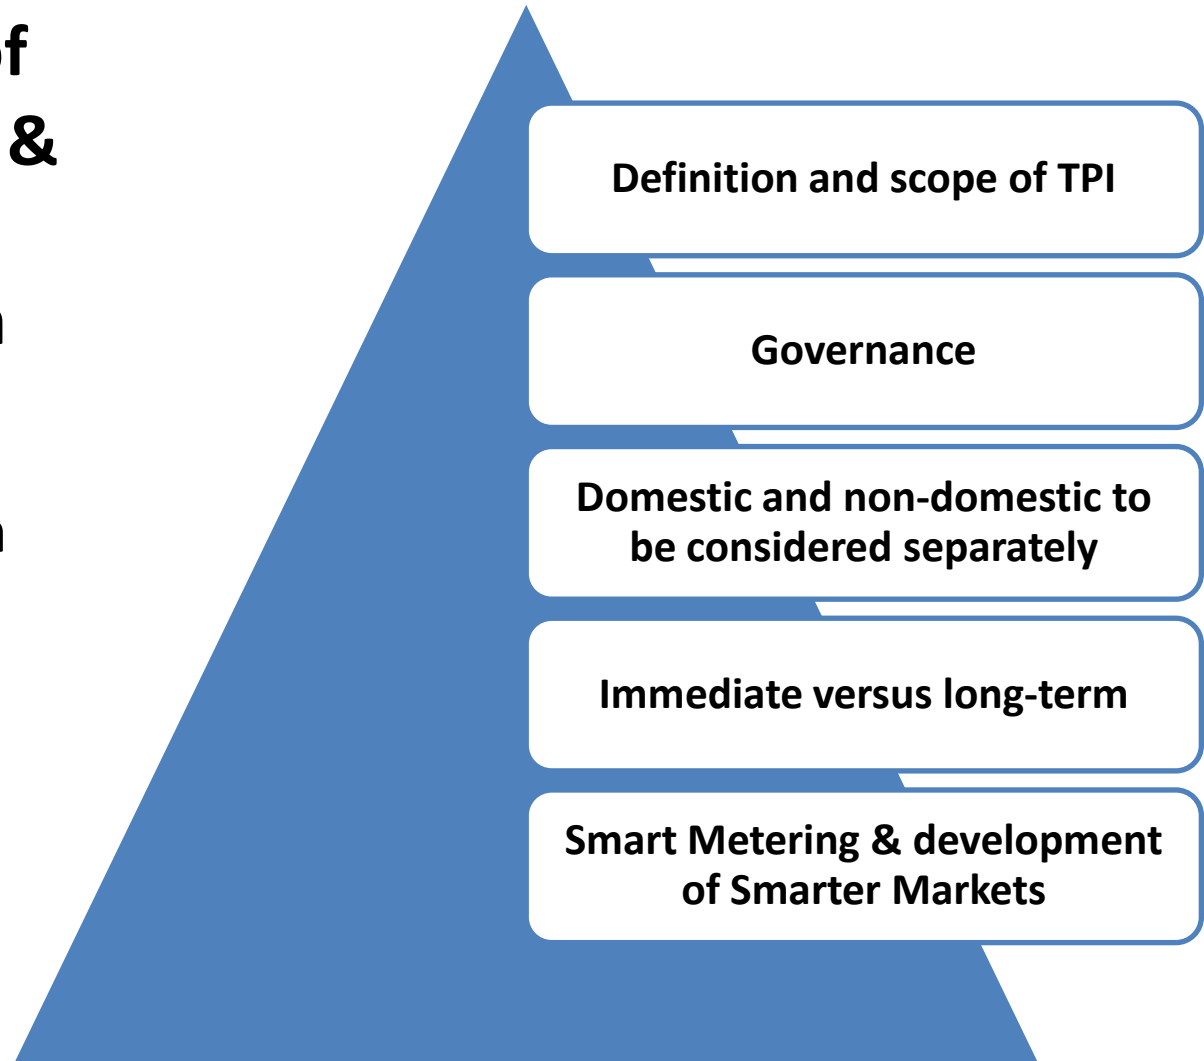 of
&
Definition and scope of TPI
Governance
Domestic and non-domestic to
be considered separately
Immediate versus long-term
Smart Metering & development
of Smarter Markets